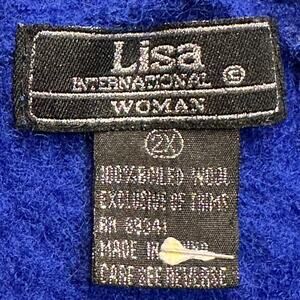 Lisa
INTERNATIONAL ©
WOMAN
2X
100% BOILED WOOL
EXCLUSIVE OF TRIMS
RN 89341
MADE IN
CARE SEE REVERSE